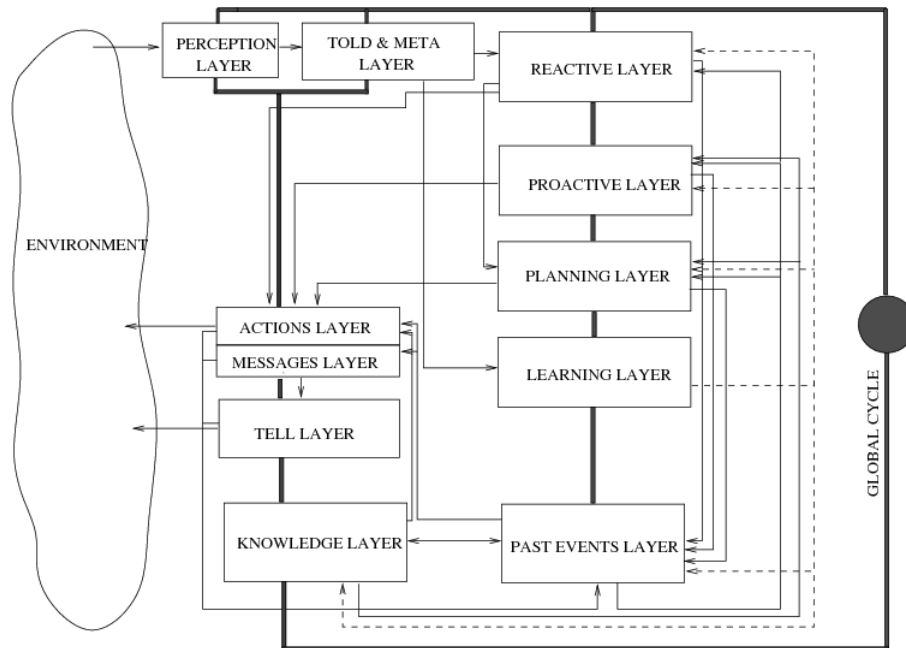 PERCEPTION
LAYER
TOLD & META
LAYER
REACTIVE LAYER
PROACTIVE LAYER
ENVIRONMENT
PLANNING LAYER
ACTIONS LAYER
MESSAGES LAYER
LEARNING LAYER
TELL LAYER
GLOBAL CYCLE
KNOWLEDGE LAYER
PAST EVENTS LAYER